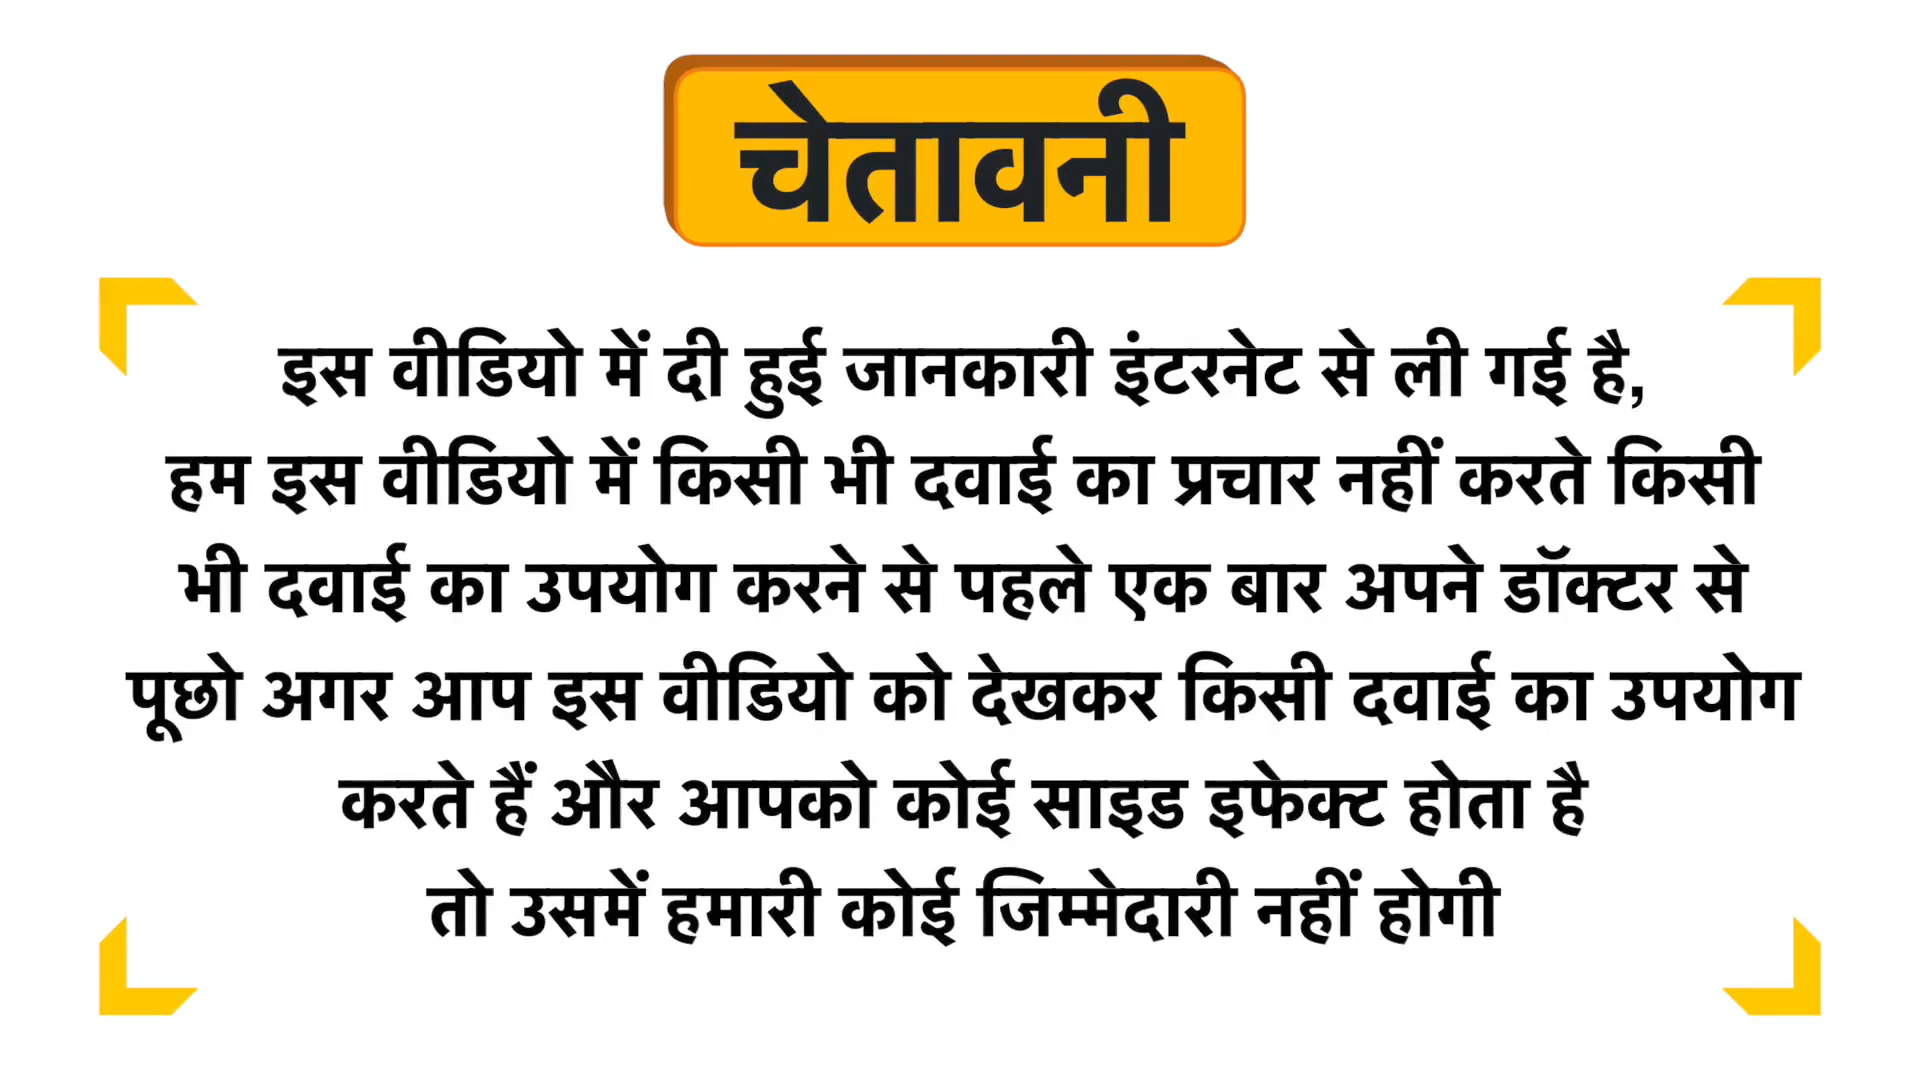 चेतावनी
इस वीडियो में दी हुई जानकारी इंटरनेट से ली गई है,
हम इस वीडियो में किसी भी दवाई का प्रचार नहीं करते किसी
भी दवाई का उपयोग करने से पहले एक बार अपने डॉक्टर से
पूछो अगर आप इस वीडियो को देखकर किसी दवाई का उपयोग
करते हैं और आपको कोई साइड इफेक्ट होता है
तो उसमें हमारी कोई जिम्मेदारी नहीं होगी